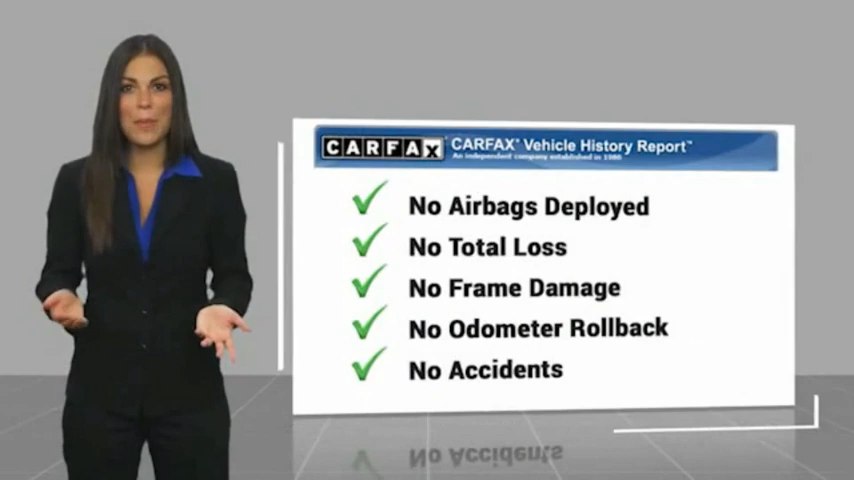 CARFAX CARFAX® Vehicle History Report™
An independent company established in 1986
No Airbags Deployed
No Total Loss
No Frame Damage
No Odometer Rollback
No Accidents
No Accidents